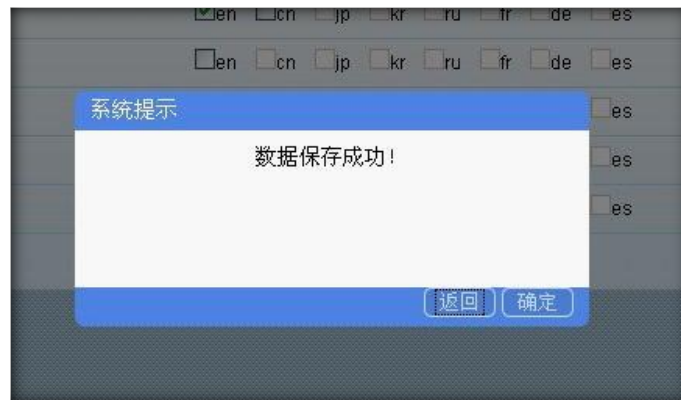 en cn jp kr ru fr de es
en cn jp kr ru fr de es
系统提示
es
数据保存成功!
es
es
返回 确定